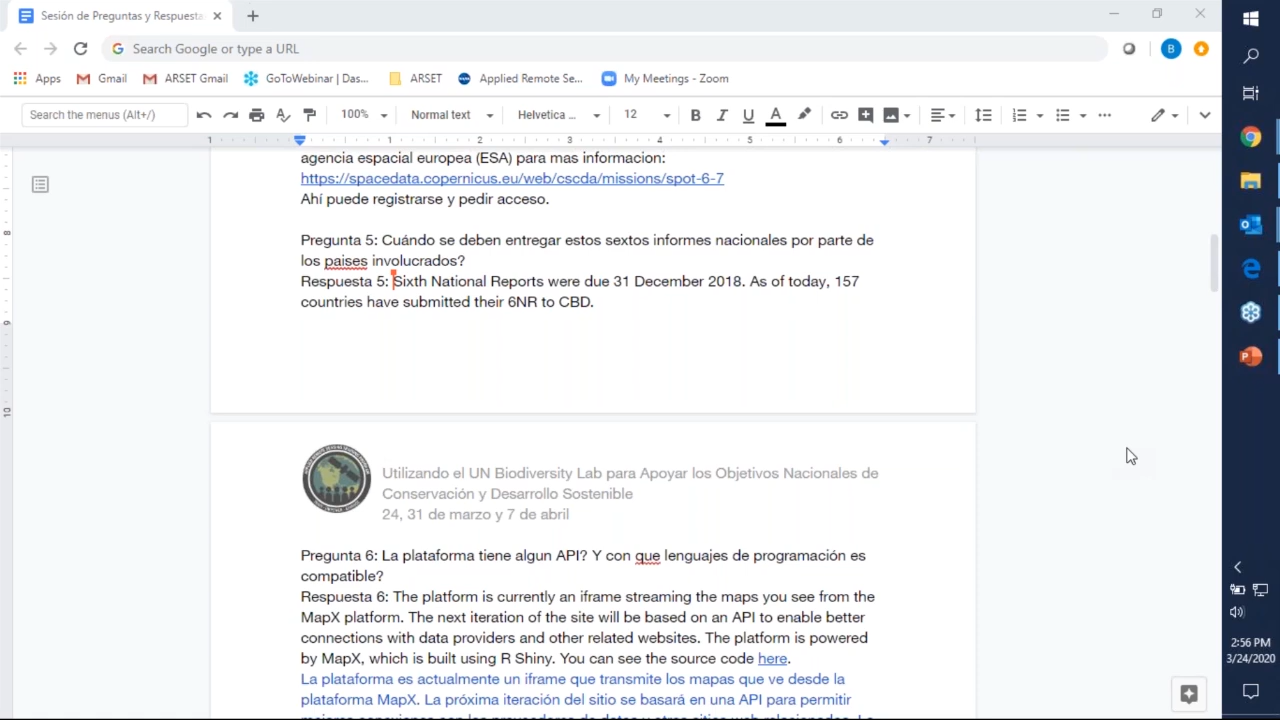 Sesión de Preguntas y Respuesta
Search Google or type a URL
Apps Gmail ARSET Gmail GoToWebinar | Das... ARSET Applied Remote Se... My Meetings - Zoom
B
Search the menus (Alt+/) 100% Normal text Helvetica ... 12 B I U A
1 1 2 3 4 5 6 7
8
9
10
agencia espacial europea (ESA) para mas informacion:
https://spacedata.copernicus.eu/web/cscda/missions/spot-6-7
Ahí puede registrarse y pedir acceso.
Pregunta 5: Cuándo se deben entregar estos sextos informes nacionales por parte de
los paises involucrados?
Respuesta 5: Sixth National Reports were due 31 December 2018. As of today, 157
countries have submitted their 6NR to CBD.
Utilizando el UN Biodiversity Lab para Apoyar los Objetivos Nacionales de
Conservación y Desarrollo Sostenible
24, 31 de marzo y 7 de abril
Pregunta 6: La plataforma tiene algun API? Y con que lenguajes de programación es
compatible?
Respuesta 6: The platform is currently an iframe streaming the maps you see from the
MapX platform. The next iteration of the site will be based on an API to enable better
connections with data providers and other related websites. The platform is powered
by MapX, which is built using R Shiny. You can see the source code here.
La plataforma es actualmente un iframe que transmite los mapas que ve desde la
plataforma MapX. La próxima iteración del sitio se basará en una API para permitir
2:56 PM
3/24/2020